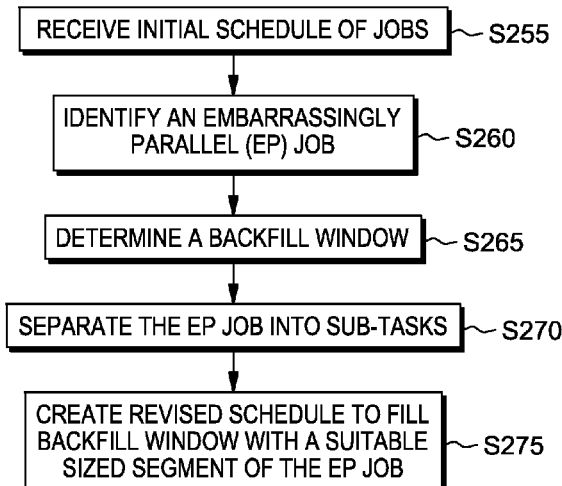 RECEIVE INITIAL SCHEDULE OF JOBS
S255
IDENTIFY AN EMBARRASSINGLY
PARALLEL (EP) JOB
S260
DETERMINE A BACKFILL WINDOW
S265
SEPARATE THE EP JOB INTO SUB-TASKS
S270
CREATE REVISED SCHEDULE TO FILL
BACKFILL WINDOW WITH A SUITABLE
SIZED SEGMENT OF THE EP JOB
S275